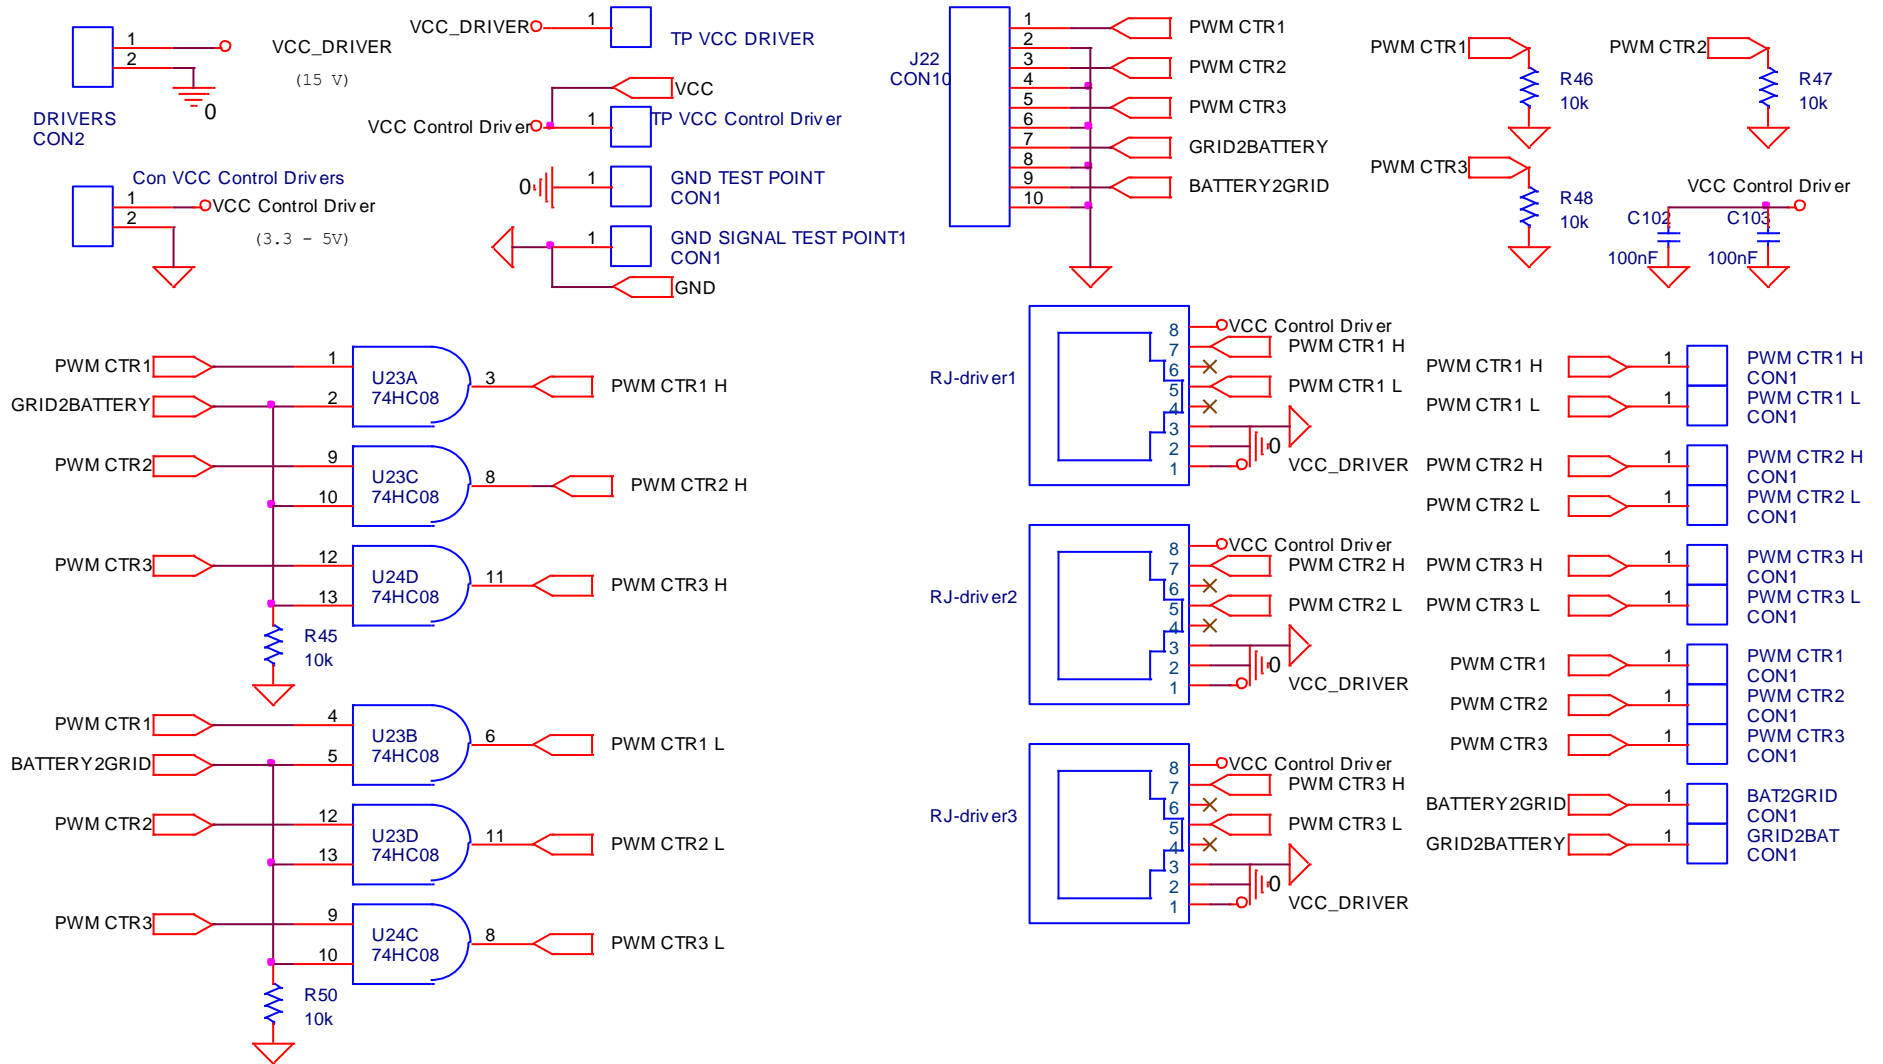 1
2
VCC_DRIVER
(15 V)
0
DRIVERS
CON2
Con VCC Control Drivers
1
2
VCC Control Driver
(3.3 - 5V)
VCC_DRIVER
1
TP VCC DRIVER
VCC
VCC Control Driver
1
TP VCC Control Driver
0
1
GND TEST POINT
CON1
1
GND SIGNAL TEST POINT1
CON1
GND
J22
CON10
1
PWM CTR1
2
3
PWM CTR2
4
5
PWM CTR3
6
7
GRID2BATTERY
8
9
BATTERY2GRID
10
PWM CTR1
R46
10k
PWM CTR2
R47
10k
PWM CTR3
R48
10k
VCC Control Driver
C102
100nF
C103
100nF
PWM CTR1
1
GRID2BATTERY
2
U23A
74HC08
3
PWM CTR1 H
PWM CTR2
9
10
U23C
74HC08
8
PWM CTR2 H
PWM CTR3
12
13
U24D
74HC08
11
PWM CTR3 H
R45
10k
PWM CTR1
4
BATTERY2GRID
5
U23B
74HC08
6
PWM CTR1 L
PWM CTR2
12
13
U23D
74HC08
11
PWM CTR2 L
PWM CTR3
9
10
U24C
74HC08
8
PWM CTR3 L
R50
10k
RJ-driver1
8
VCC Control Driver
7
PWM CTR1 H
6
5
PWM CTR1 L
4
3
2
0
1
VCC_DRIVER
RJ-driver2
8
VCC Control Driver
7
PWM CTR2 H
6
5
PWM CTR2 L
4
3
2
0
1
VCC_DRIVER
RJ-driver3
8
VCC Control Driver
7
PWM CTR3 H
6
5
PWM CTR3 L
4
3
2
0
1
VCC_DRIVER
PWM CTR1 H
1
PWM CTR1 H
CON1
PWM CTR1 L
1
PWM CTR1 L
CON1
PWM CTR2 H
1
PWM CTR2 H
CON1
PWM CTR2 L
1
PWM CTR2 L
CON1
PWM CTR3 H
1
PWM CTR3 H
CON1
PWM CTR3 L
1
PWM CTR3 L
CON1
PWM CTR1
1
PWM CTR1
CON1
PWM CTR2
1
PWM CTR2
CON1
PWM CTR3
1
PWM CTR3
CON1
BATTERY2GRID
1
BAT2GRID
CON1
GRID2BATTERY
1
GRID2BAT
CON1